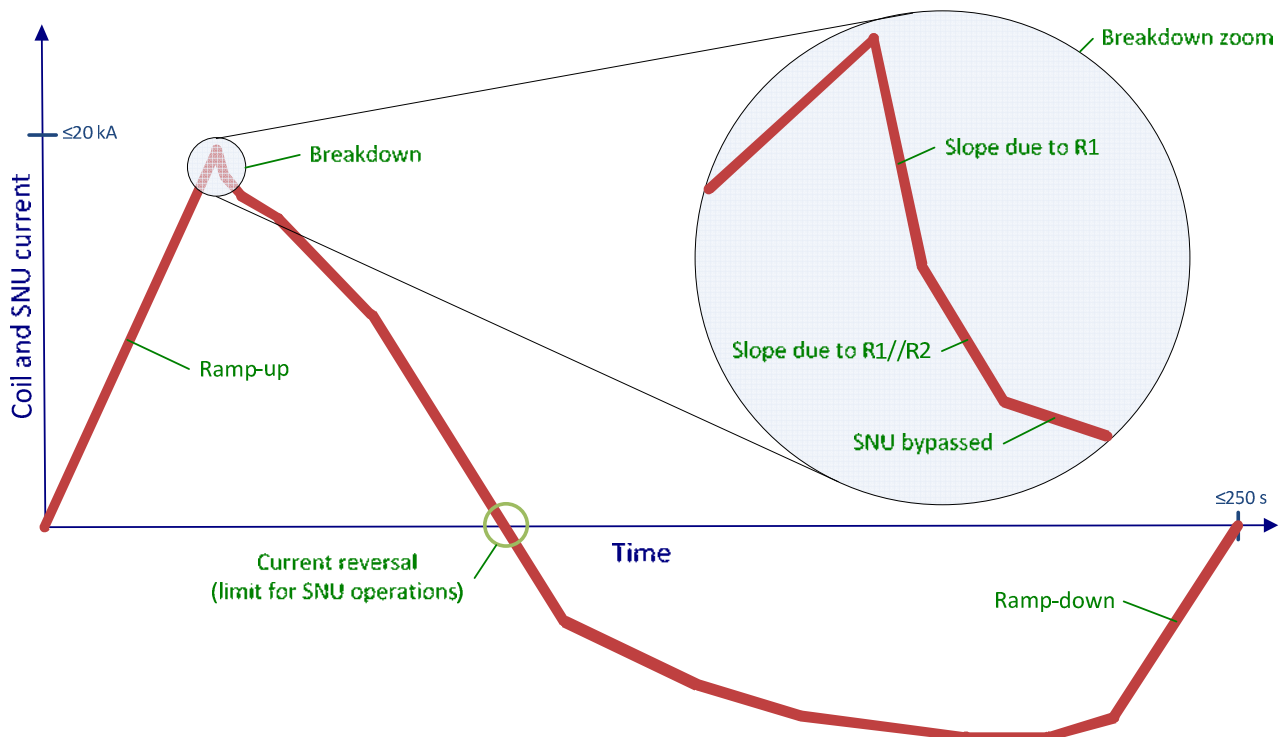 Breakdown zoom
≤20 kA
Breakdown
Slope due to R1
Coil and SNU current
Ramp-up
Slope due to R1//R2
SNU bypassed
≤250 s
Time
Current reversal
(limit for SNU operations)
Ramp-down